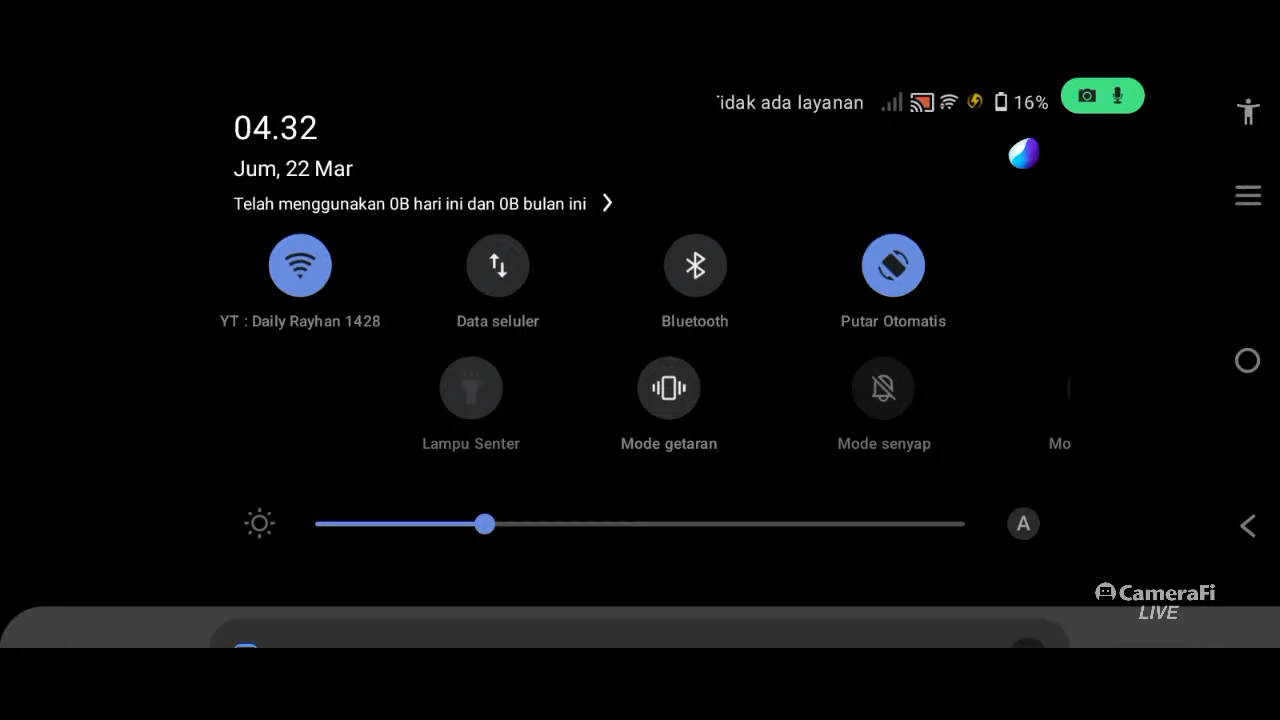 idak ada layanan 16%
04.32
Jum, 22 Mar
Telah menggunakan 0B hari ini dan 0B bulan ini
YT : Daily Rayhan 1428 Data seluler Bluetooth Putar Otomatis
Lampu Senter Mode getaran Mode senyap Mo
A
CameraFi
LIVE